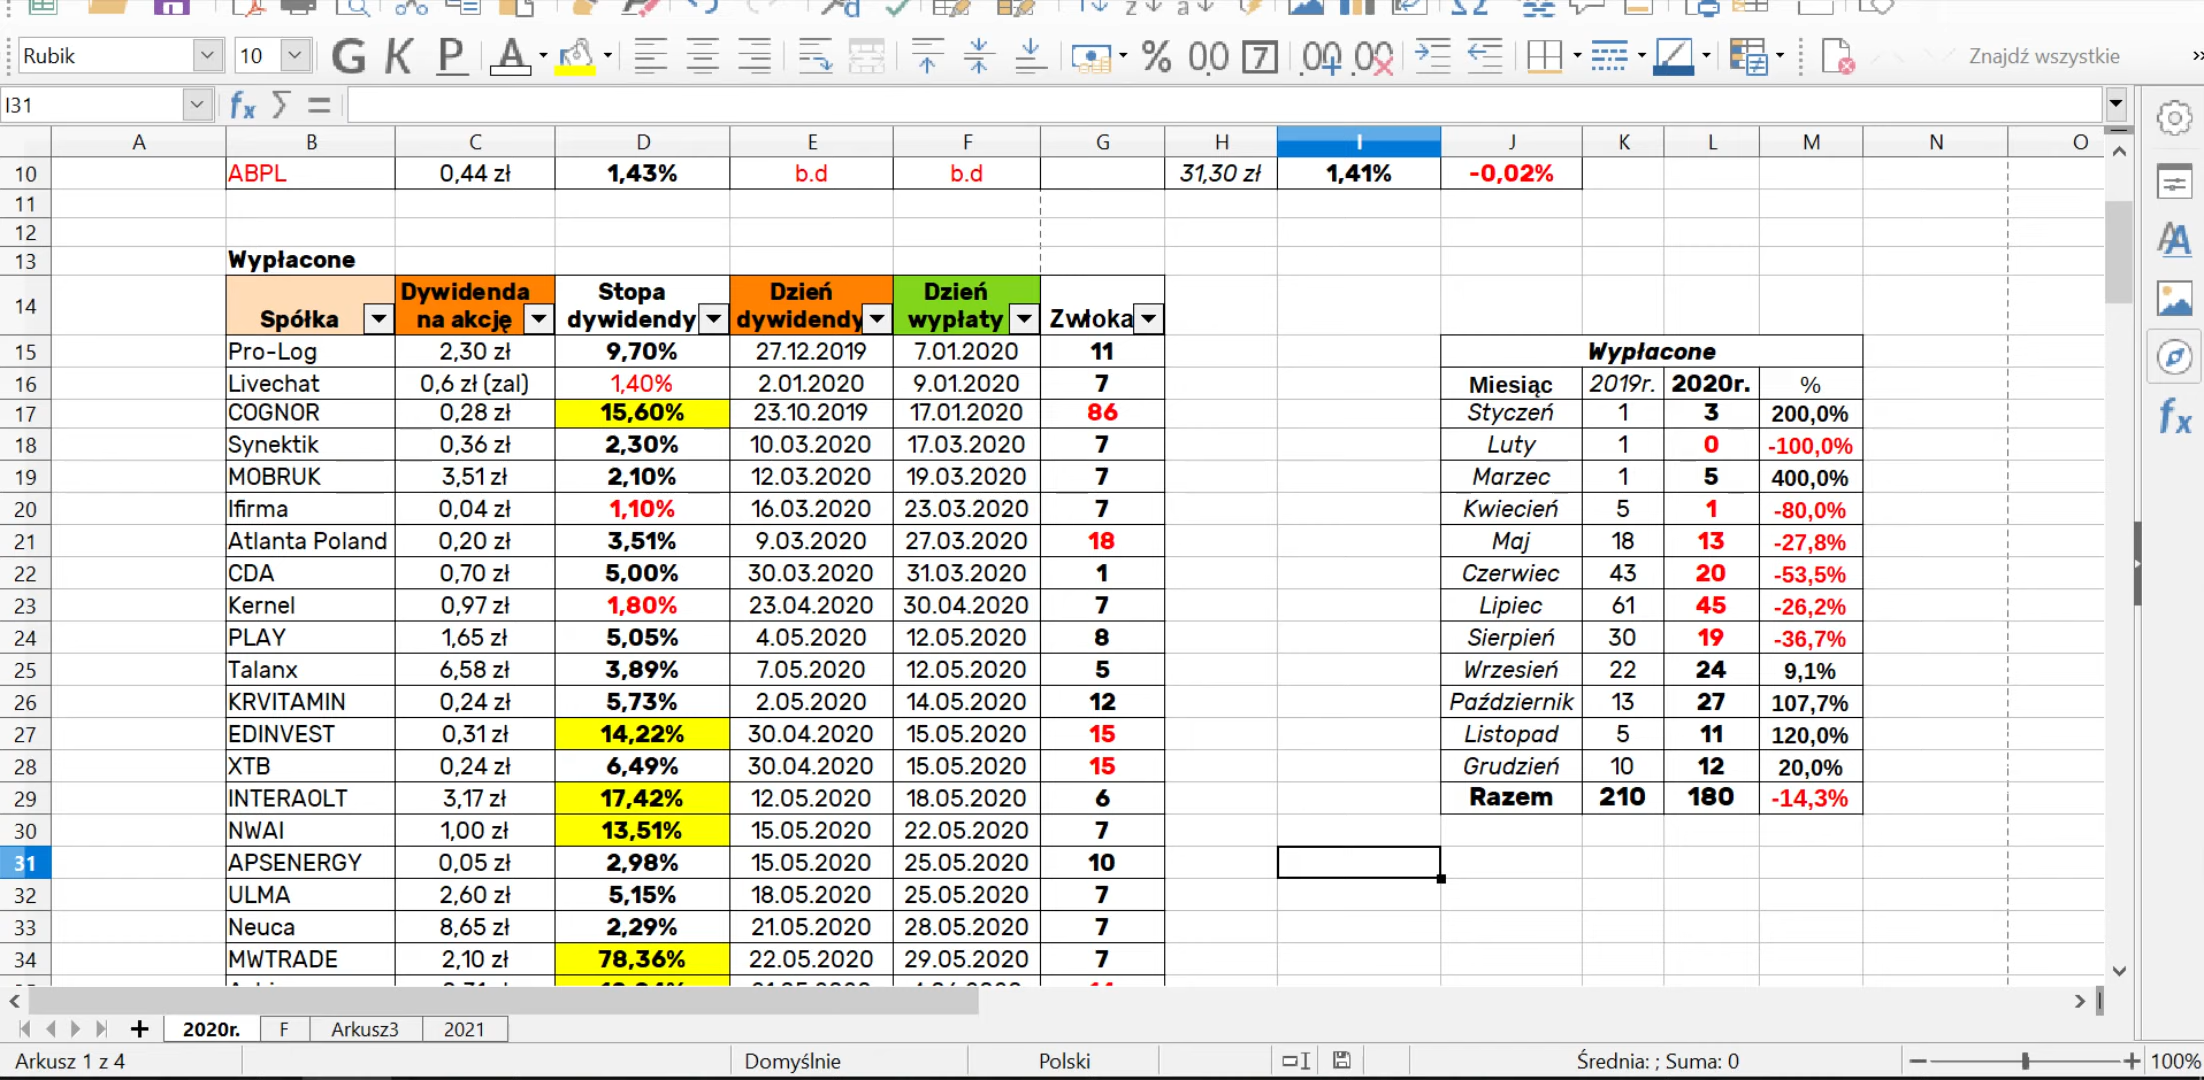 Rubik 10 G K P A % 00 7 00 00 Znajdź wszystkie
I31 fx Σ =
A B C D E F G H I J K L M N O
10 ABPL 0,44 zł 1,43% b.d b.d 31,30 zł 1,41% -0,02%
11
12
13 Wypłacone
14 Spółka Dywidenda na akcję Stopa dywidendy Dzień dywidendy Dzień wypłaty Zwłoka
15 Pro-Log 2,30 zł 9,70% 27.12.2019 7.01.2020 11 Wypłacone
16 Livechat 0,6 zł (zal) 1,40% 2.01.2020 9.01.2020 7 Miesiąc 2019r. 2020r. %
17 COGNOR 0,28 zł 15,60% 23.10.2019 17.01.2020 86 Styczeń 1 3 200,0%
18 Synektik 0,36 zł 2,30% 10.03.2020 17.03.2020 7 Luty 1 0 -100,0%
19 MOBRUK 3,51 zł 2,10% 12.03.2020 19.03.2020 7 Marzec 1 5 400,0%
20 Ifirma 0,04 zł 1,10% 16.03.2020 23.03.2020 7 Kwiecień 5 1 -80,0%
21 Atlanta Poland 0,20 zł 3,51% 9.03.2020 27.03.2020 18 Maj 18 13 -27,8%
22 CDA 0,70 zł 5,00% 30.03.2020 31.03.2020 1 Czerwiec 43 20 -53,5%
23 Kernel 0,97 zł 1,80% 23.04.2020 30.04.2020 7 Lipiec 61 45 -26,2%
24 PLAY 1,65 zł 5,05% 4.05.2020 12.05.2020 8 Sierpień 30 19 -36,7%
25 Talanx 6,58 zł 3,89% 7.05.2020 12.05.2020 5 Wrzesień 22 24 9,1%
26 KRVITAMIN 0,24 zł 5,73% 2.05.2020 14.05.2020 12 Październik 13 27 107,7%
27 EDINVEST 0,31 zł 14,22% 30.04.2020 15.05.2020 15 Listopad 5 11 120,0%
28 XTB 0,24 zł 6,49% 30.04.2020 15.05.2020 15 Grudzień 10 12 20,0%
29 INTERAOLT 3,17 zł 17,42% 12.05.2020 18.05.2020 6 Razem 210 180 -14,3%
30 NWAI 1,00 zł 13,51% 15.05.2020 22.05.2020 7
31 APSENERGY 0,05 zł 2,98% 15.05.2020 25.05.2020 10
32 ULMA 2,60 zł 5,15% 18.05.2020 25.05.2020 7
33 Neuca 8,65 zł 2,29% 21.05.2020 28.05.2020 7
34 MWTRADE 2,10 zł 78,36% 22.05.2020 29.05.2020 7
2020r. F Arkusz3 2021
Arkusz 1 z 4 Domyślnie Polski Średnia: ; Suma: 0 100%